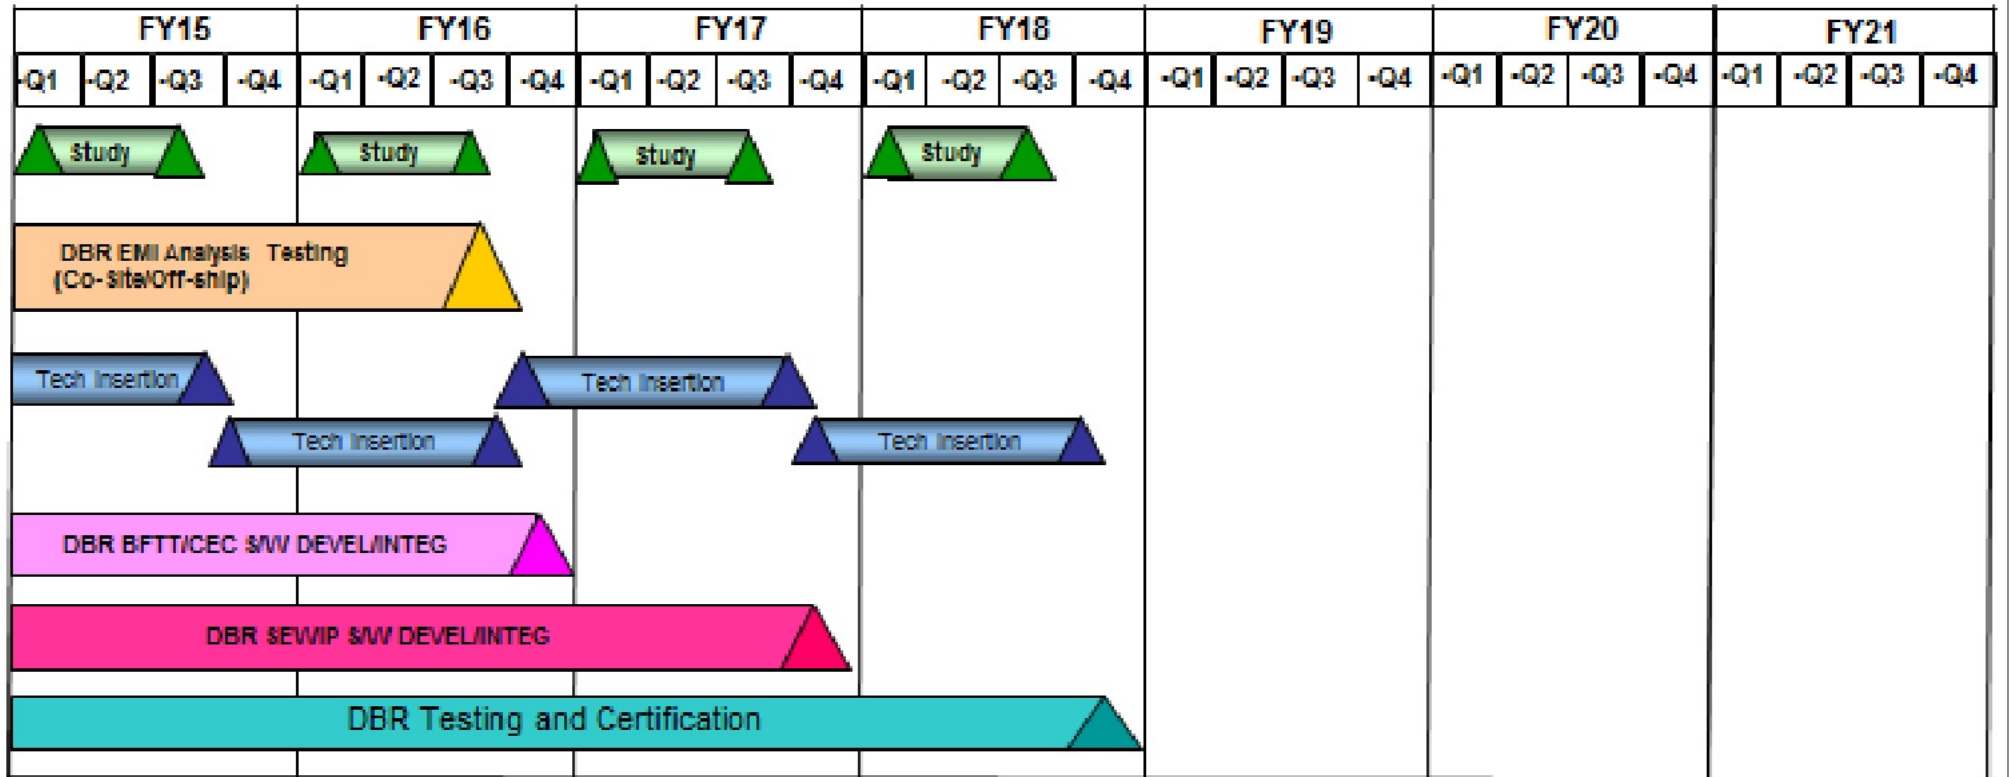 FY15 FY16 FY17 FY18 FY19 FY20 FY21
-Q1 -Q2 -Q3 -Q4 -Q1 -Q2 -Q3 -Q4 -Q1 -Q2 -Q3 -Q4 -Q1 -Q2 -Q3 -Q4 -Q1 -Q2 -Q3 -Q4 -Q1 -Q2 -Q3 -Q4 -Q1 -Q2 -Q3 -Q4
Study Study Study Study
DBR EMI Analysis Testing
(Co-Site/Off-ship)
Tech Insertion Tech Insertion
Tech Insertion Tech Insertion
DBR BFTT/CEC S/W DEVEL/INTEG
DBR SEWIP S/W DEVEL/INTEG
DBR Testing and Certification